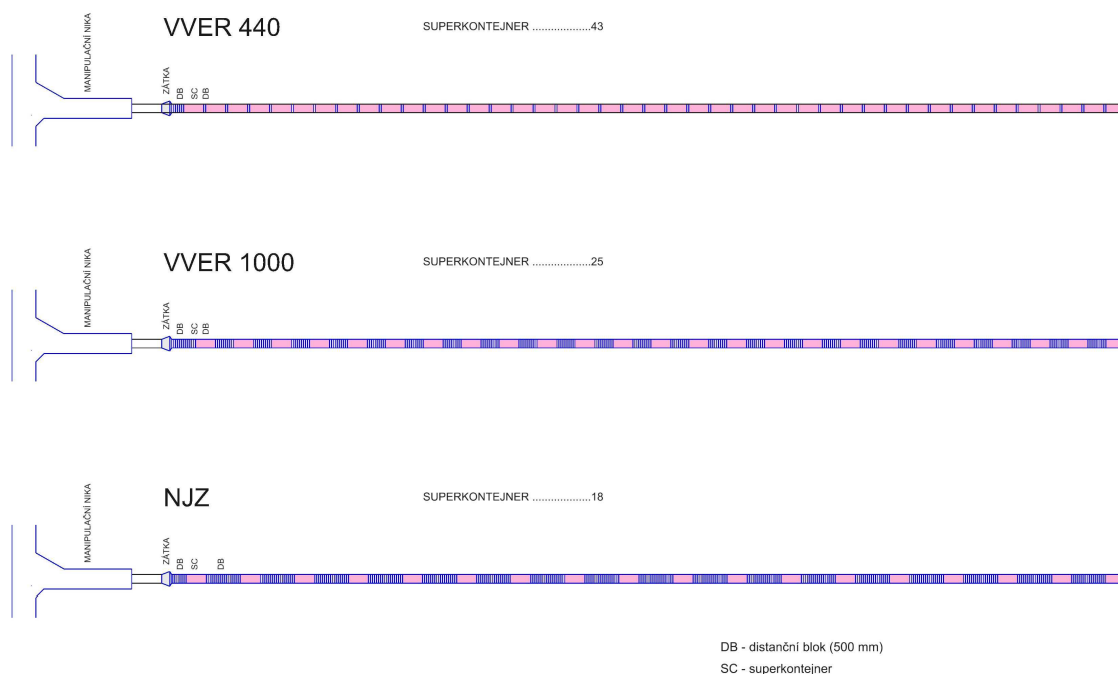 VVER 440
SUPERKONTEJNER ..................43
MANIPULAČNÍ NIKA
ZÁTKA
DB
SC
DB
VVER 1000
SUPERKONTEJNER ..................25
MANIPULAČNÍ NIKA
ZÁTKA
DB
SC
DB
NJZ
SUPERKONTEJNER ..................18
MANIPULAČNÍ NIKA
ZÁTKA
DB
SC
DB
DB - distanční blok (500 mm)
SC - superkontejner